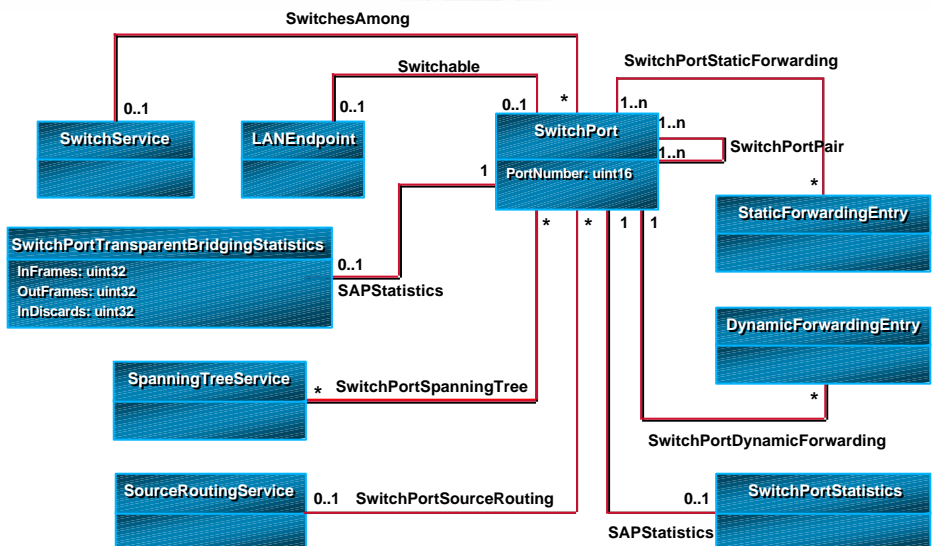 SwitchesAmong
Switchable
SwitchPortStaticForwarding
0..1
0..1
0..1
*
1..n
SwitchService
LANEndpoint
SwitchPort
1..n
1..n
SwitchPortPair
PortNumber: uint16
1
*
StaticForwardingEntry
*
*
1
1
SwitchPortTransparentBridgingStatistics
InFrames: uint32
OutFrames: uint32
InDiscards: uint32
0..1
SAPStatistics
DynamicForwardingEntry
SpanningTreeService
*
SwitchPortSpanningTree
*
SwitchPortDynamicForwarding
SourceRoutingService
0..1
SwitchPortSourceRouting
0..1
SwitchPortStatistics
SAPStatistics